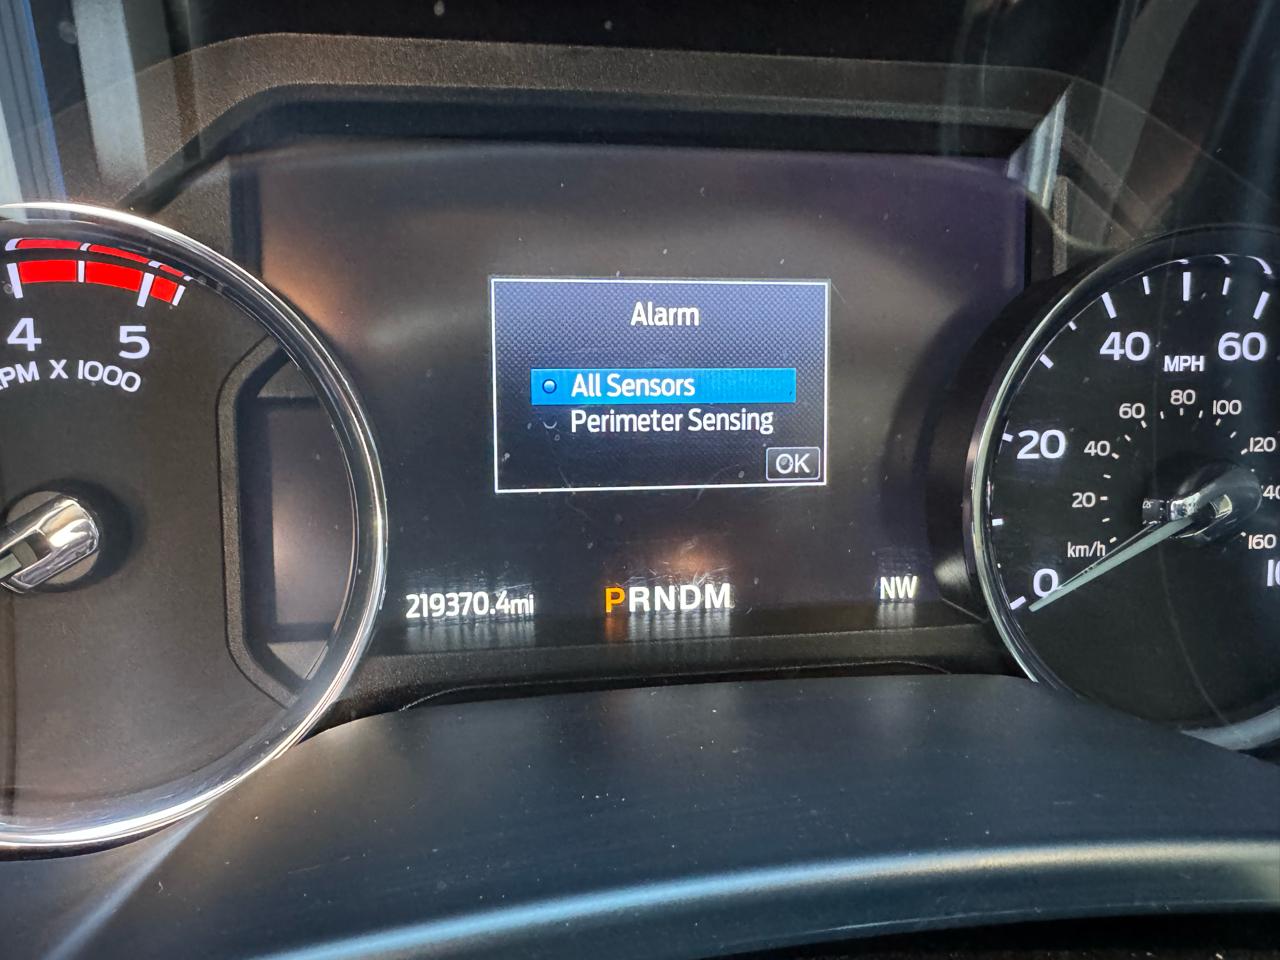 Alarm
All Sensors
Perimeter Sensing
OK
4 5
PM X 1000
40 60
MPH
80
60 100
20 40 120
20
km/h 160
0
219370.4mi PRNDM NW